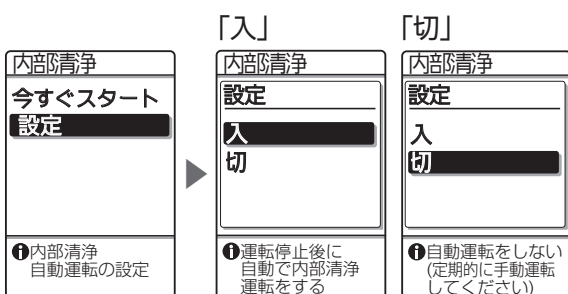 「入」
「切」
内部清浄
今すぐスタート
設定
❶内部清浄
自動運転の設定
内部清浄
設定
入
切
❶運転停止後に
自動で内部清浄
運転をする
内部清浄
設定
入
切
❶自動運転をしない
(定期的に手動運転
してください)